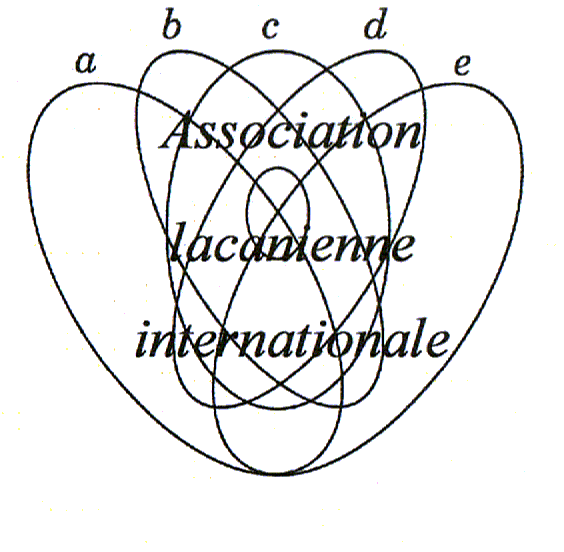 b c d
a e
Association
lacanienne
internationale